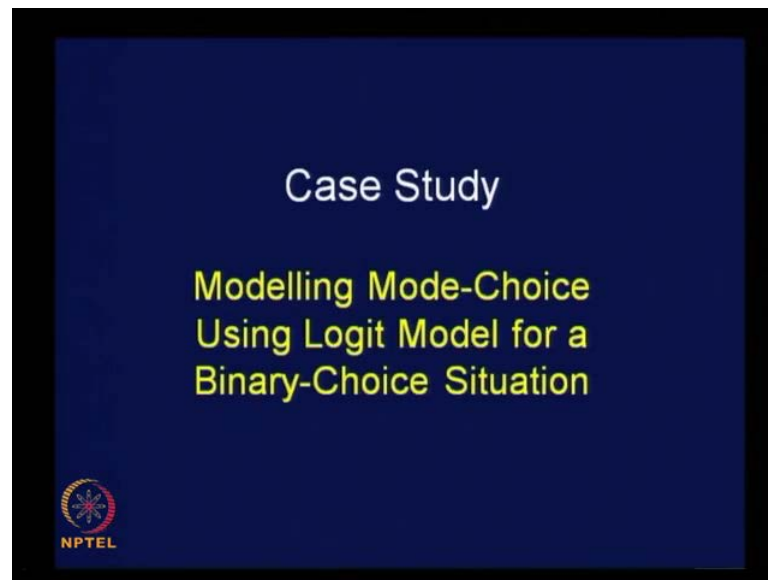 Case Study
Modelling Mode-Choice
Using Logit Model for a
Binary-Choice Situation
NPTEL